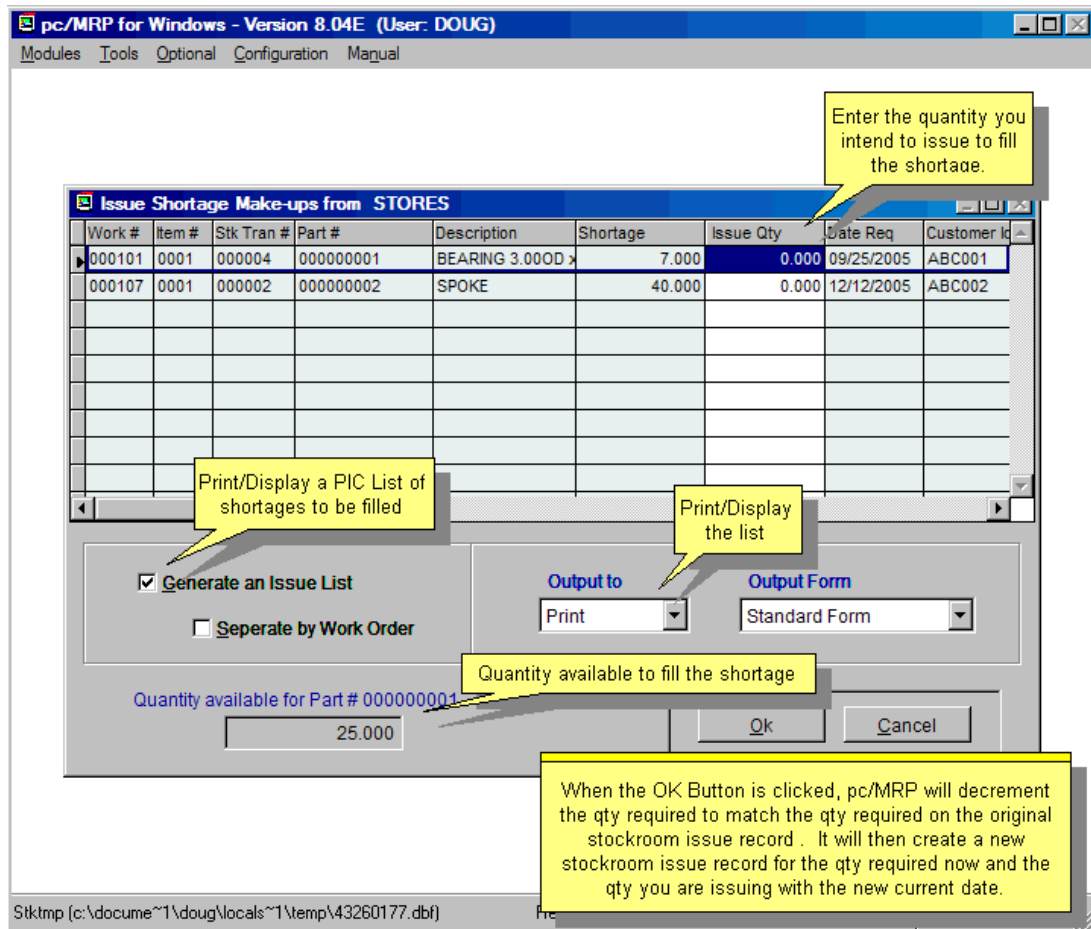 pc/MRP for Windows - Version 8.04E (User: DOUG)
Modules Tools Optional Configuration Manual
Enter the quantity you
intend to issue to fill
the shortage.
Issue Shortage Make-ups from STORES
Work # Item # Stk Tran # Part # Description Shortage Issue Qty Date Req Customer Id
000101 0001 000004 000000001 BEARING 3.00OD x 7.000 0.000 09/25/2005 ABC001
000107 0001 000002 000000002 SPOKE 40.000 0.000 12/12/2005 ABC002
Print/Display a PIC List of
shortages to be filled
Print/Display
the list
Generate an Issue List
Seperate by Work Order
Output to Output Form
Print Standard Form
Quantity available to fill the shortage
Quantity available for Part # 000000001
25.000
Ok Cancel
When the OK Button is clicked, pc/MRP will decrement
the qty required to match the qty required on the original
stockroom issue record . It will then create a new
stockroom issue record for the qty required now and the
qty you are issuing with the new current date.
Stktmp (c:\docume~1\doug\locals~1\temp\43260177.dbf)